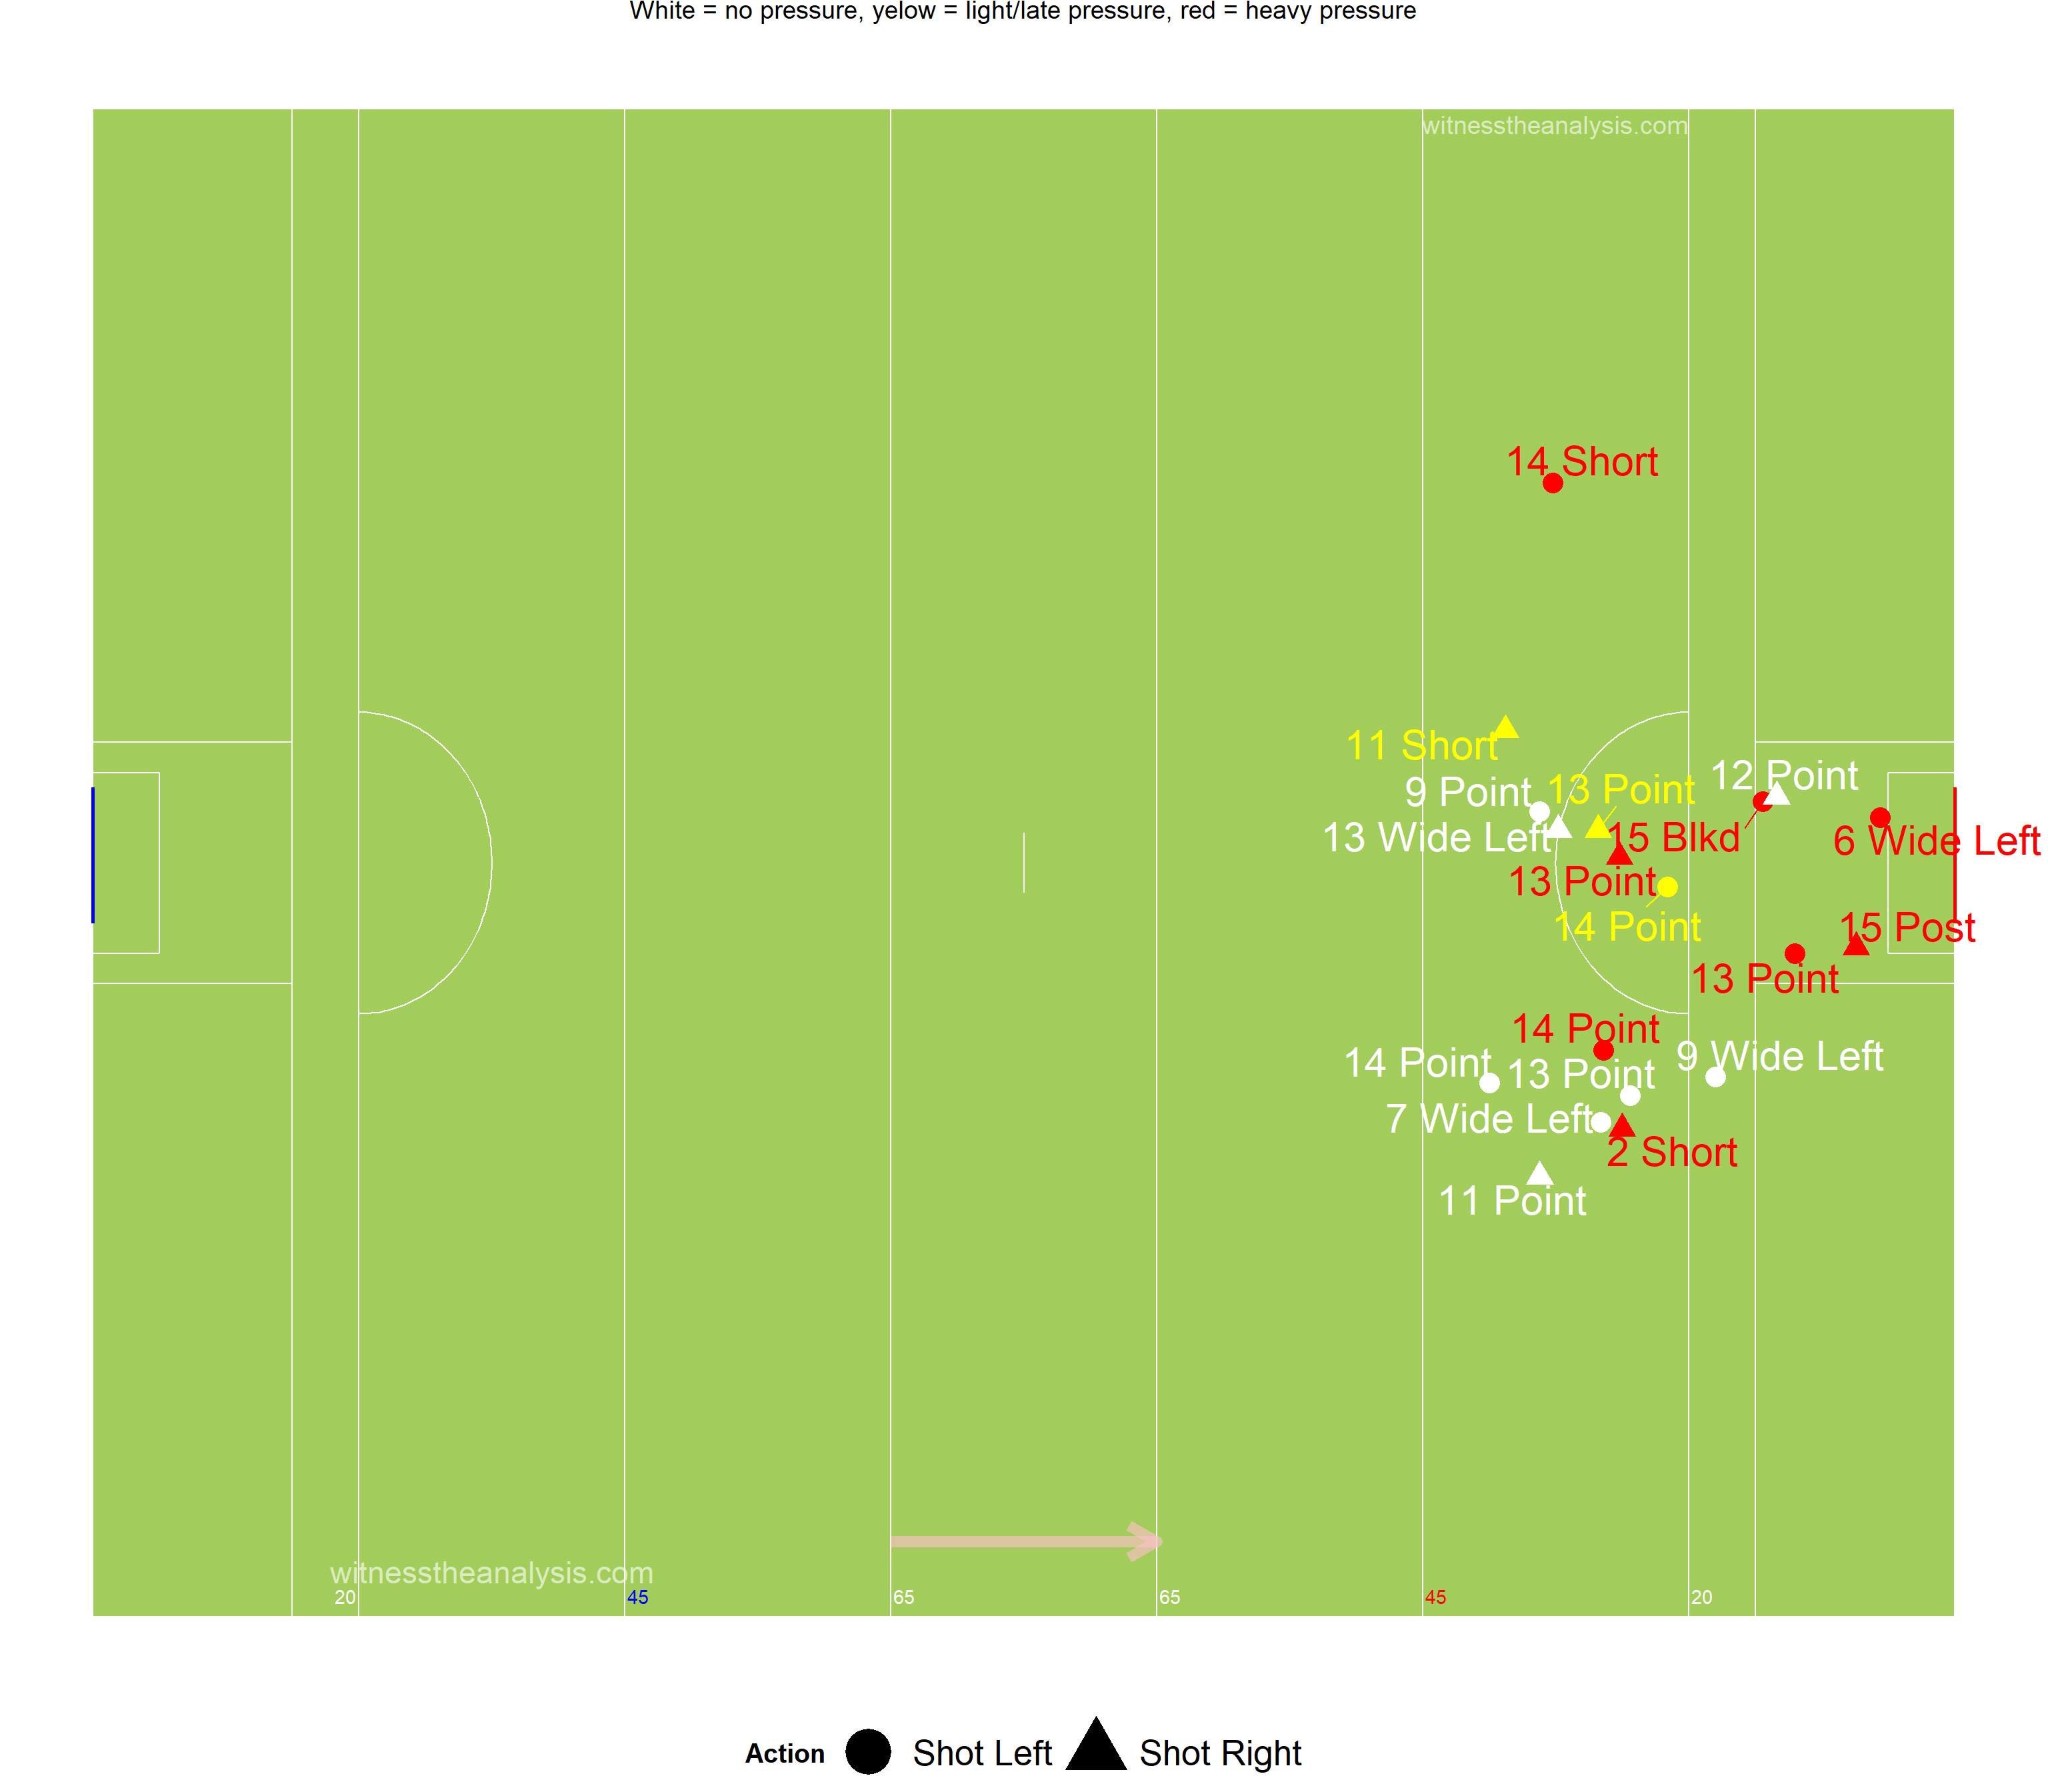 White = no pressure, yelow = light/late pressure, red = heavy pressure
witnesstheanalysis.com
14 Short
11 Short
9 Point
13 Point
12 Point
13 Wide Left
15 Blkd
6 Wide Left
13 Point
14 Point
15 Post
13 Point
14 Point
14 Point
13 Point
9 Wide Left
7 Wide Left
2 Short
11 Point
witnesstheanalysis.com
20
45
65
65
45
20
Action Shot Left Shot Right